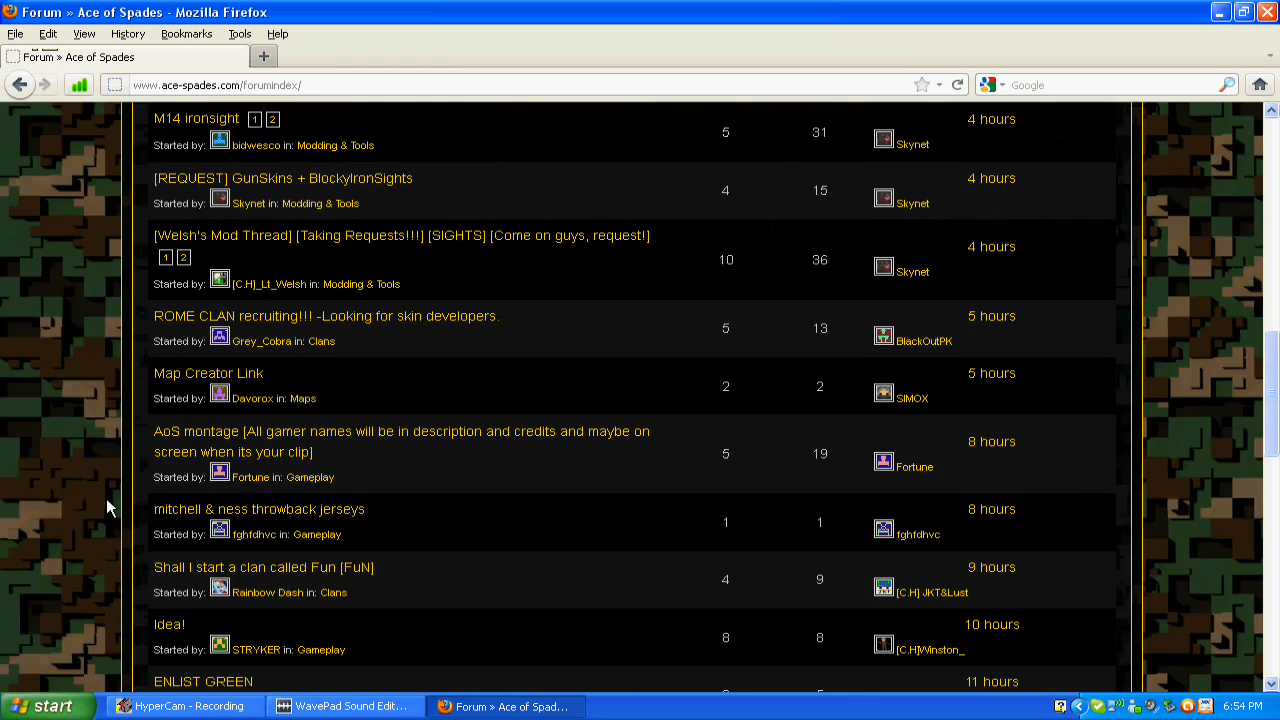 Forum » Ace of Spades - Mozilla Firefox
File Edit View History Bookmarks Tools Help
Forum » Ace of Spades
www.ace-spades.com/forumindex/
Google
M14 ironsight 1 2
Started by: bidwesco in: Modding & Tools
5 31 4 hours
Skynet
[REQUEST] GunSkins + BlockyIronSights
Started by: Skynet in: Modding & Tools
4 15 4 hours
Skynet
[Welsh's Mod Thread] [Taking Requests!!!] [SIGHTS] [Come on guys, request!]
1 2
Started by: [C.H]_Lt_Welsh in: Modding & Tools
10 36 4 hours
Skynet
ROME CLAN recruiting!!! -Looking for skin developers.
Started by: Grey_Cobra in: Clans
5 13 5 hours
BlackOutPK
Map Creator Link
Started by: Davorox in: Maps
2 2 5 hours
SIMOX
AoS montage [All gamer names will be in description and credits and maybe on
screen when its your clip]
Started by: Fortune in: Gameplay
5 19 8 hours
Fortune
mitchell & ness throwback jerseys
Started by: fghfdhvc in: Gameplay
1 1 8 hours
fghfdhvc
Shall I start a clan called Fun [FuN]
Started by: Rainbow Dash in: Clans
4 9 9 hours
[C.H] JKT&Lust
Idea!
Started by: STRYKER in: Gameplay
8 8 10 hours
[C.H]Winston_
ENLIST GREEN
11 hours
start HyperCam - Recording WavePad Sound Edit... Forum » Ace of Spad... 6:54 PM